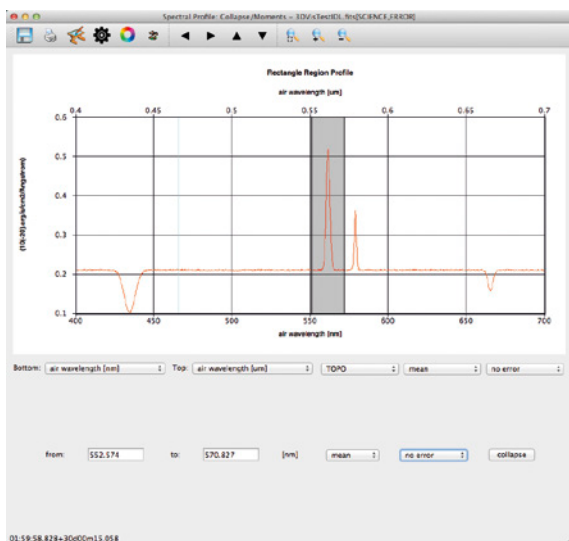 Spectral Profile: Collapse/Moments – 3DVisTestIDL.fits[SCIENCE,ERROR]
Rectangle Region Profile
air wavelength [um]
0.4 0.45 0.5 0.55 0.6 0.65 0.7
0.6
0.5
0.4
0.3
0.2
0.1
(10(-20).erg/s/cm2/Angstrom)
400 450 500 550 600 650 700
air wavelength [nm]
Bottom: air wavelength [nm] Top: air wavelength [um] TOPO mean no error
from: 552.574 to: 570.827 [nm] mean no error collapse
01:59:58.828+30d00m15.058